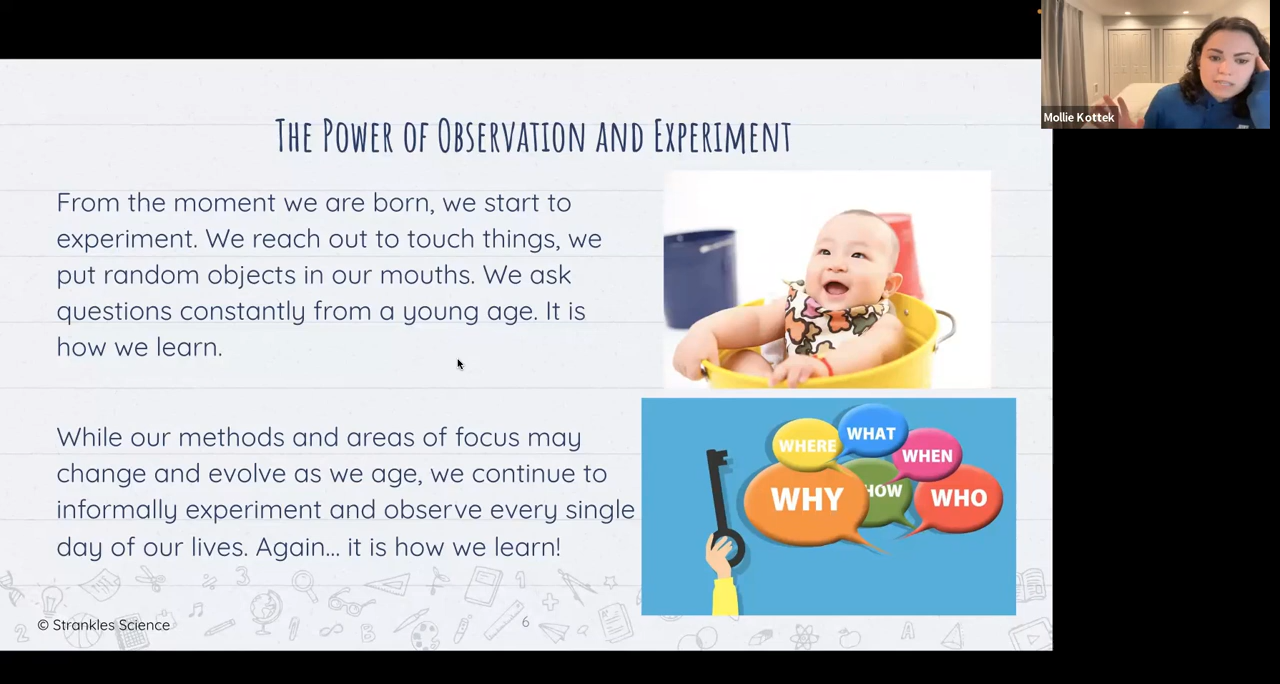 Mollie Kottek
The Power of Observation and Experiment
From the moment we are born, we start to
experiment. We reach out to touch things, we
put random objects in our mouths. We ask
questions constantly from a young age. It is
how we learn.
While our methods and areas of focus may
change and evolve as we age, we continue to
informally experiment and observe every single
day of our lives. Again... it is how we learn!
WHERE
WHAT
WHEN
WHY
HOW
WHO
© Strankles Science
6